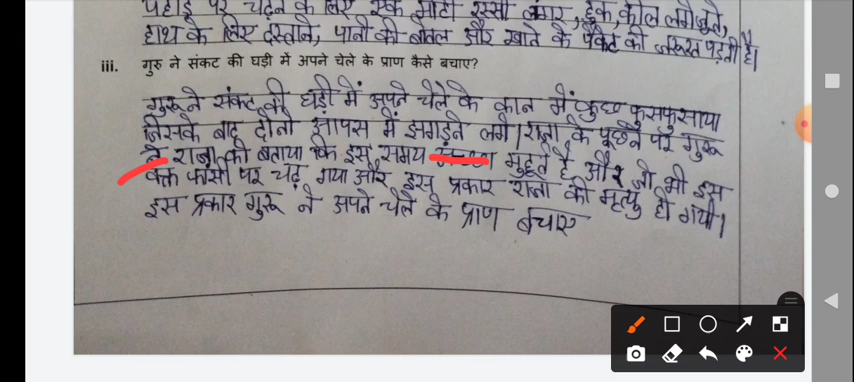 पहाड़ पर चढ़ने के लिए एक मोटी रस्सी लंगर, हुक, कील लगे जूते,
हाथ के लिए दस्ताने, पानी की बोतल और खाने के पैकेट की जरूरत पड़ती है।
iii. गुरु ने संकट की घड़ी में अपने चेले के प्राण कैसे बचाए?
गुरू ने संकट की घड़ी में अपने चेले के कान में कुछ फुसफुसाया
जिसके बाद दोनो आपस में झगड़ने लगे। राजा के पूछने पर गुरू
ने राजा को बताया कि इस समय मुहूर्त है और जो भी इस
वक्त फांसी पर चढ़ गया और इस प्रकार राजा की मृत्यु हो गयी।
इस प्रकार गुरू ने अपने चेले के प्राण बचाए